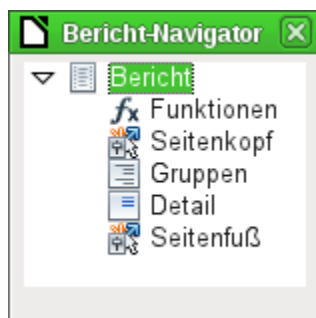 Bericht-Navigator
Bericht
Funktionen
Seitenkopf
Gruppen
Detail
Seitenfuß